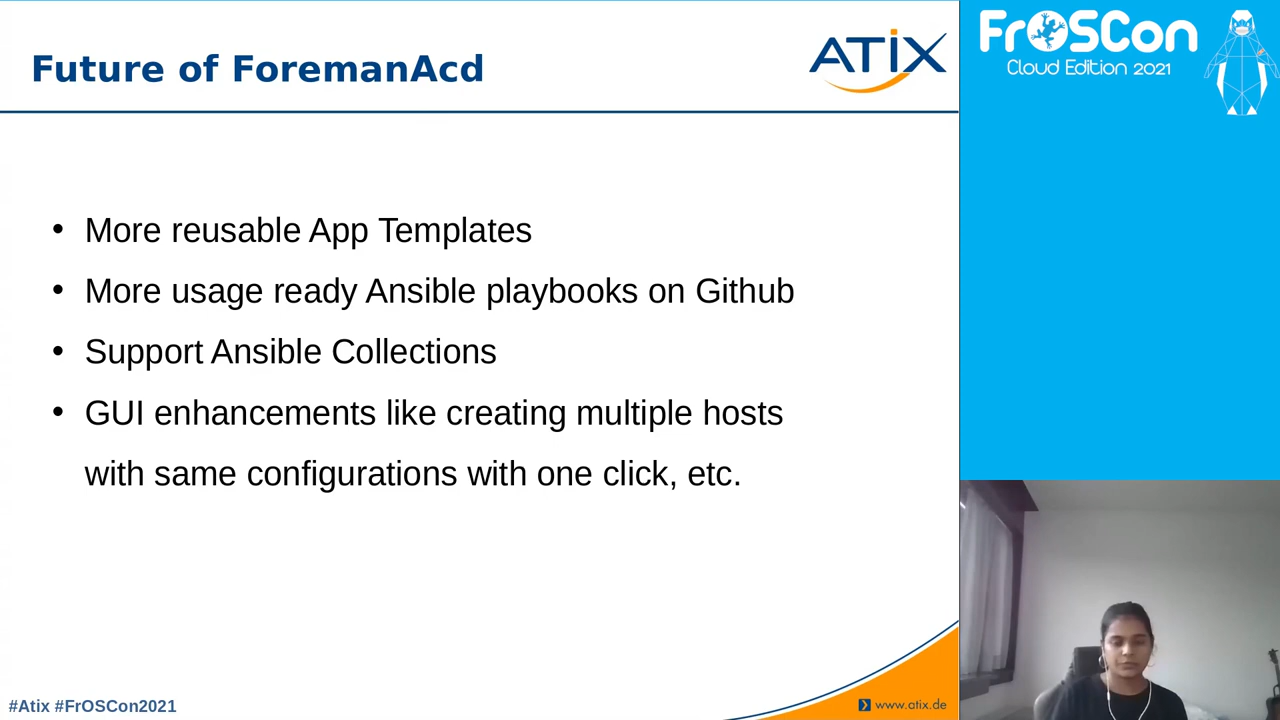 Future of ForemanAcd
ATIX
FrOSCon
Cloud Edition 2021
• More reusable App Templates
• More usage ready Ansible playbooks on Github
• Support Ansible Collections
• GUI enhancements like creating multiple hosts
with same configurations with one click, etc.
#Atix #FrOSCon2021
www.atix.de